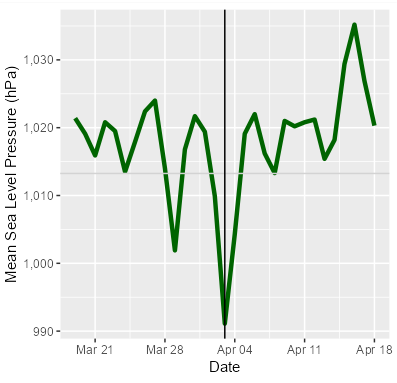 Mean Sea Level Pressure (hPa)
1,030
1,020
1,010
1,000
990
Mar 21 Mar 28 Apr 04 Apr 11 Apr 18
Date